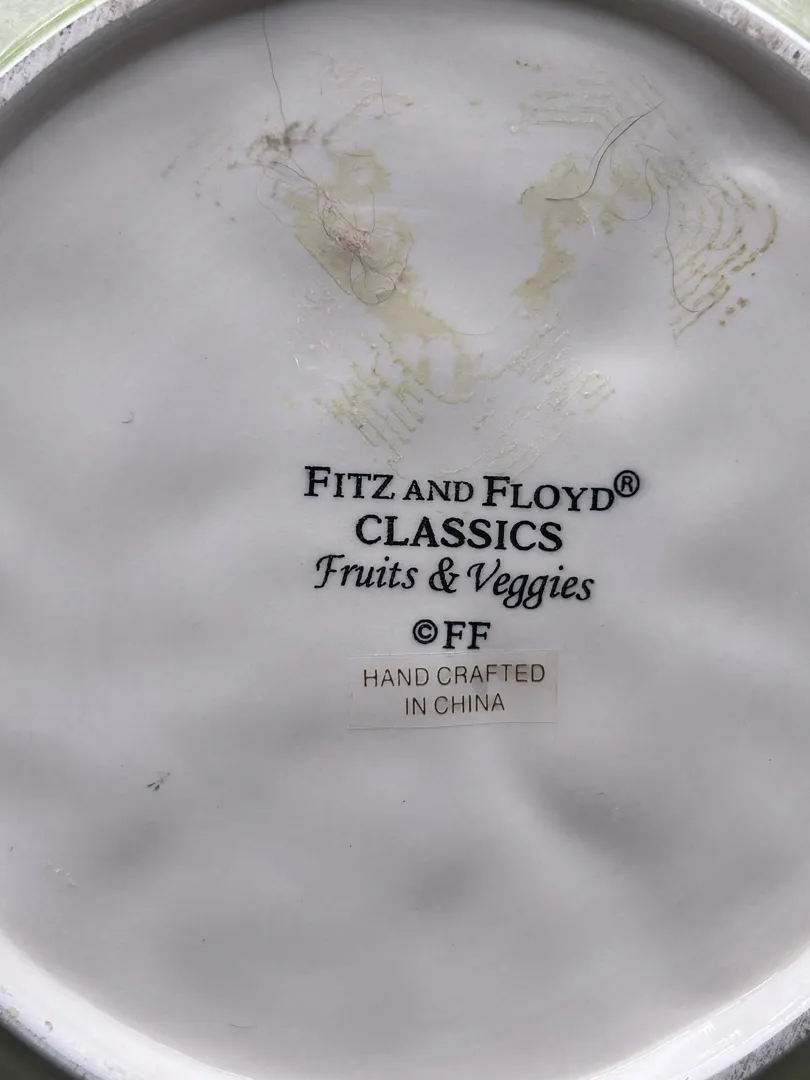 FITZ AND FLOYD®
CLASSICS
Fruits & Veggies
©FF
HAND CRAFTED
IN CHINA